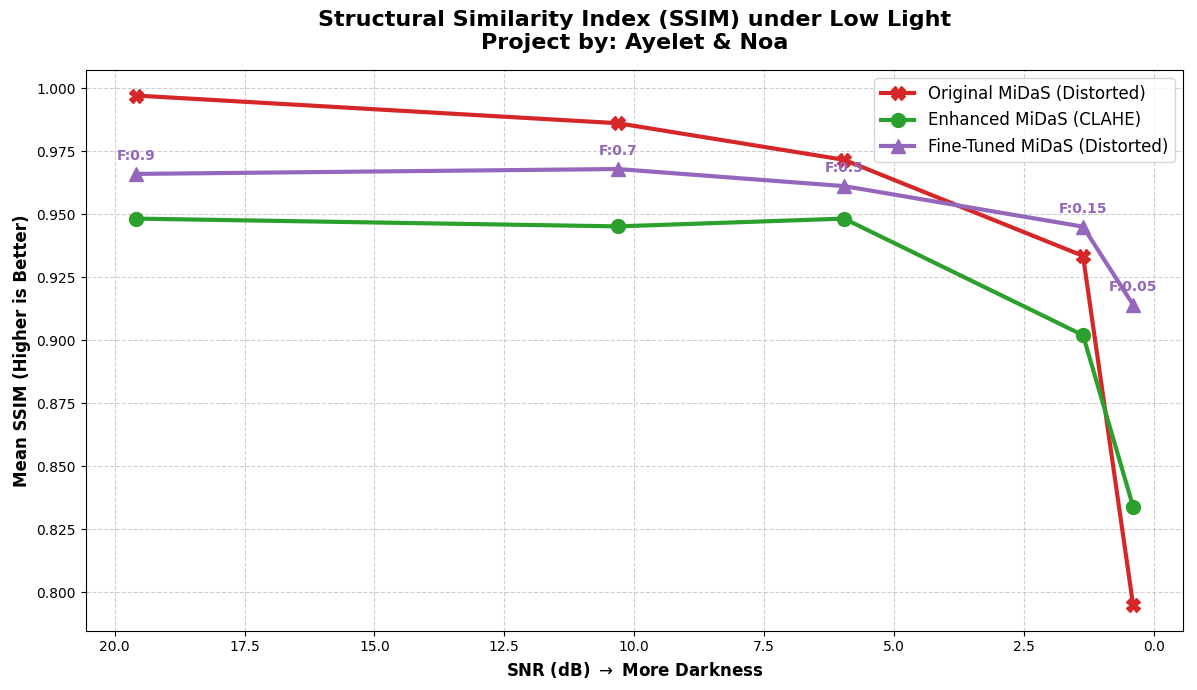 Structural Similarity Index (SSIM) under Low Light
Project by: Ayelet & Noa
Original MiDaS (Distorted)
Enhanced MiDaS (CLAHE)
Fine-Tuned MiDaS (Distorted)
Mean SSIM (Higher is Better)
1.000
0.975
0.950
0.925
0.900
0.875
0.850
0.825
0.800
F:0.9
F:0.7
F:0.5
F:0.15
F:0.05
20.0 17.5 15.0 12.5 10.0 7.5 5.0 2.5 0.0
SNR (dB) → More Darkness